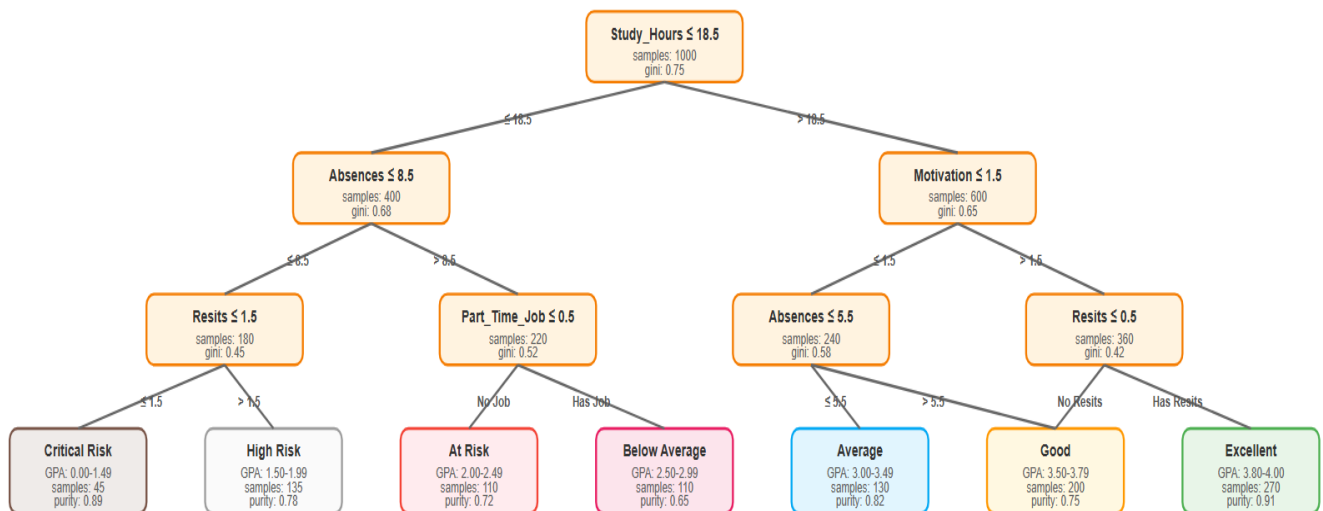 Study_Hours ≤ 18.5
samples: 1000
gini: 0.75
≤ 18.5
> 18.5
Absences ≤ 8.5
samples: 400
gini: 0.68
Motivation ≤ 1.5
samples: 600
gini: 0.65
≤ 8.5
> 8.5
≤ 1.5
> 1.5
Resits ≤ 1.5
samples: 180
gini: 0.45
Part_Time_Job ≤ 0.5
samples: 220
gini: 0.52
Absences ≤ 5.5
samples: 240
gini: 0.58
Resits ≤ 0.5
samples: 360
gini: 0.42
≤ 1.5
> 1.5
No Job
Has Job
≤ 5.5
> 5.5
No Resits
Has Resits
Critical Risk
GPA: 0.00-1.49
samples: 45
purity: 0.89
High Risk
GPA: 1.50-1.99
samples: 135
purity: 0.78
At Risk
GPA: 2.00-2.49
samples: 110
purity: 0.72
Below Average
GPA: 2.50-2.99
samples: 110
purity: 0.65
Average
GPA: 3.00-3.49
samples: 130
purity: 0.82
Good
GPA: 3.50-3.79
samples: 200
purity: 0.75
Excellent
GPA: 3.80-4.00
samples: 270
purity: 0.91